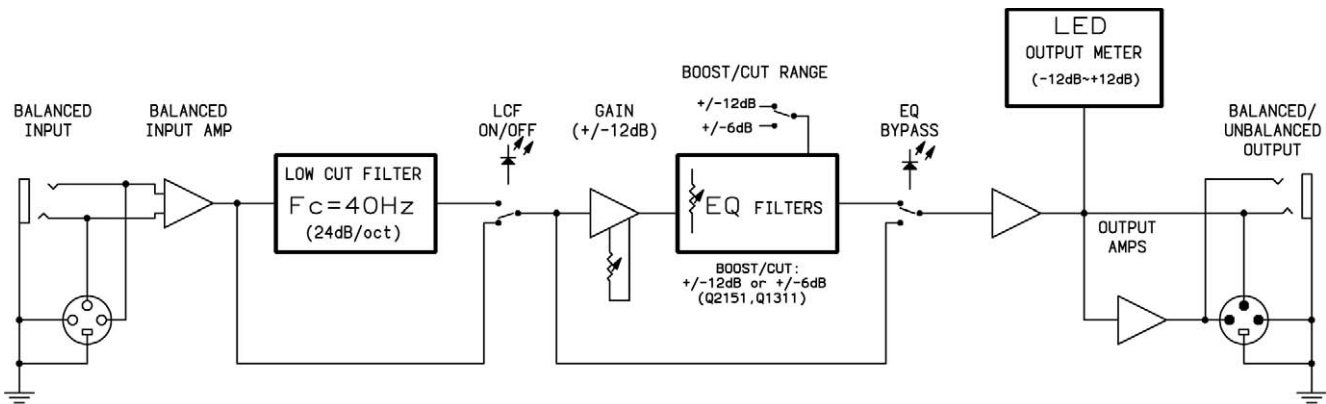 BALANCED
INPUT
BALANCED
INPUT AMP
LOW CUT FILTER
Fc=40Hz
(24dB/oct)
LCF
ON/OFF
GAIN
(+/-12dB)
BOOST/CUT RANGE
+/-12dB
+/-6dB
EQ FILTERS
BOOST/CUT:
+/-12dB or +/-6dB
(Q2151,Q1311)
EQ
BYPASS
LED
OUTPUT METER
(-12dB~+12dB)
OUTPUT
AMPS
BALANCED/
UNBALANCED
OUTPUT